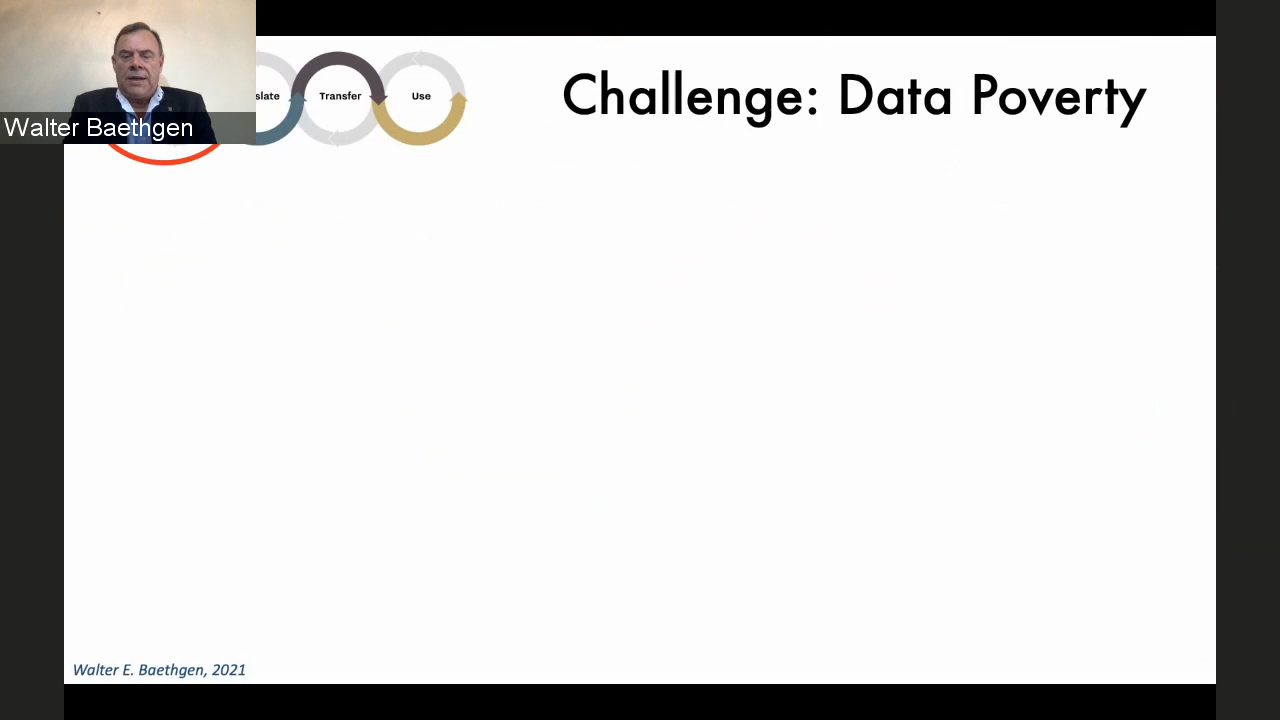 Challenge: Data Poverty
slate Transfer Use
Walter Baethgen
Walter E. Baethgen, 2021